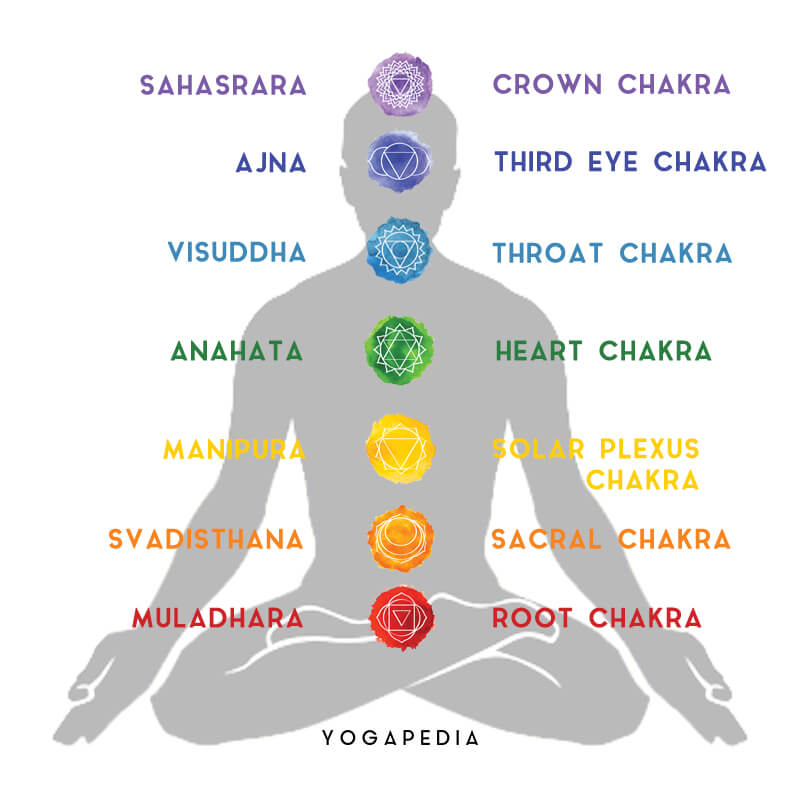 SAHASRARA CROWN CHAKRA
AJNA THIRD EYE CHAKRA
VISUDDHA THROAT CHAKRA
ANAHATA HEART CHAKRA
MANIPURA SOLAR PLEXUS
CHAKRA
SVADISTHANA SACRAL CHAKRA
MULADHARA ROOT CHAKRA
YOGAPEDIA